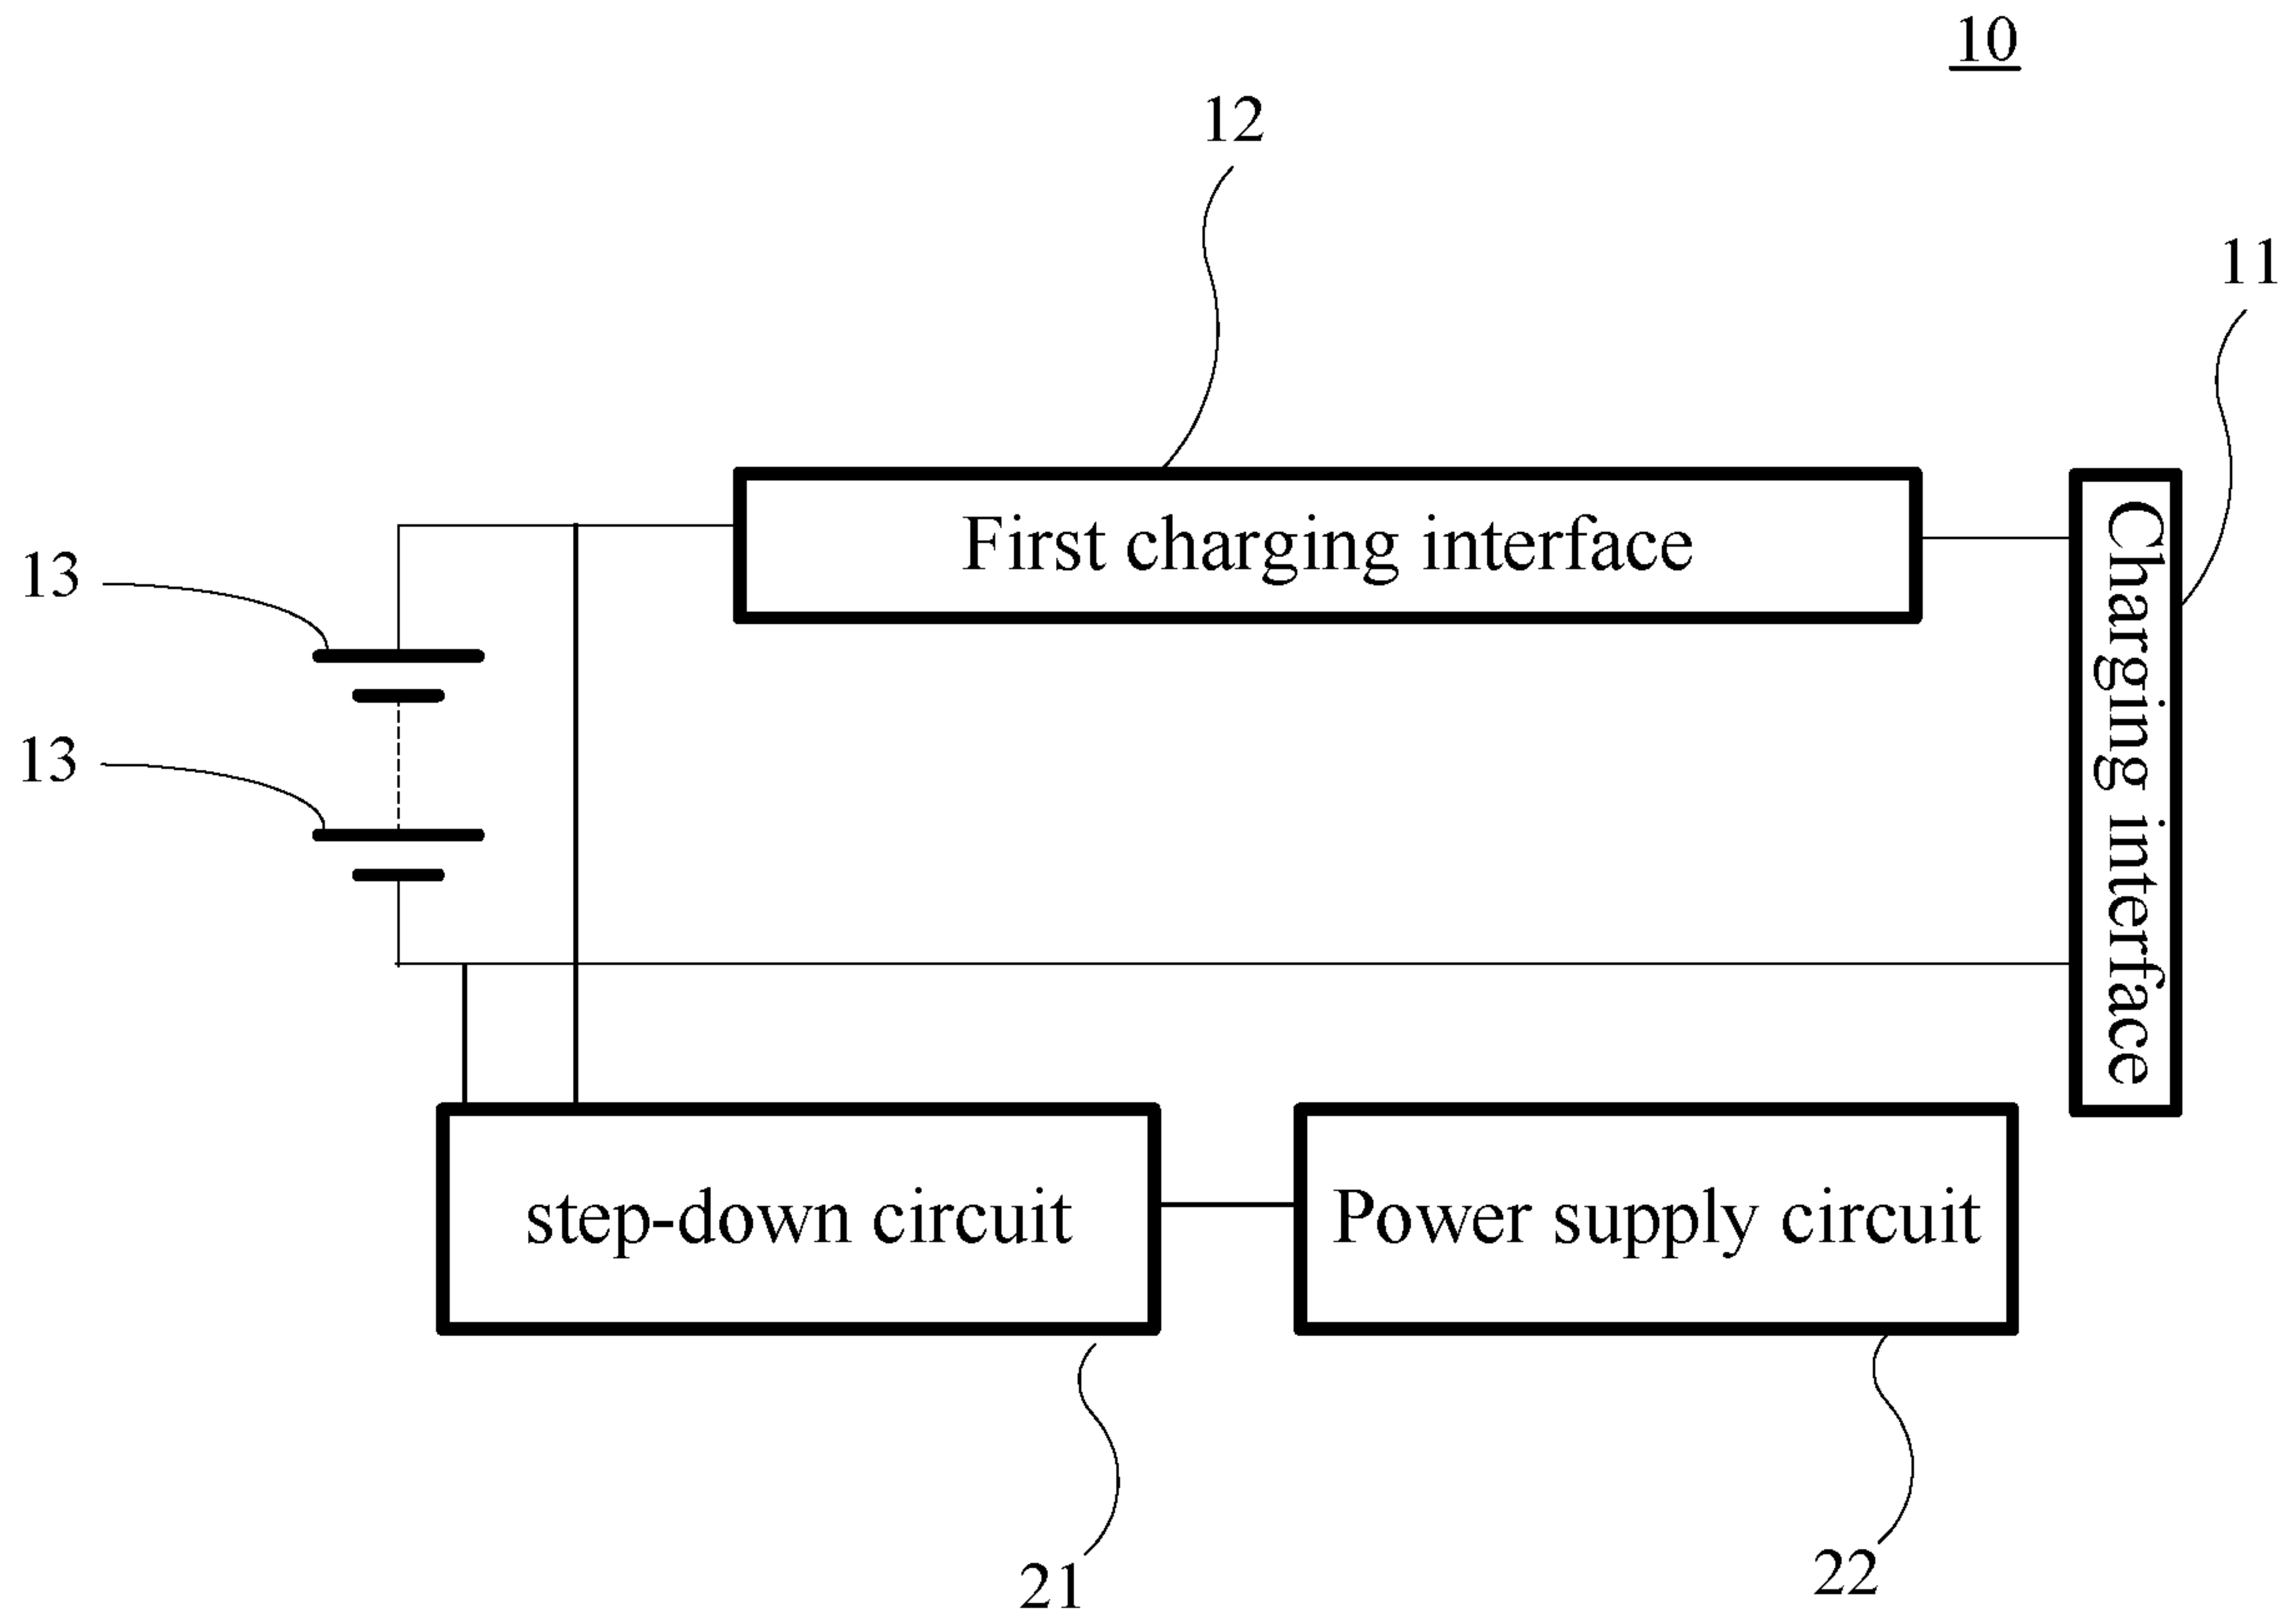 10
12
11
First charging interface
13
13
Charging interface
step-down circuit
Power supply circuit
21
22